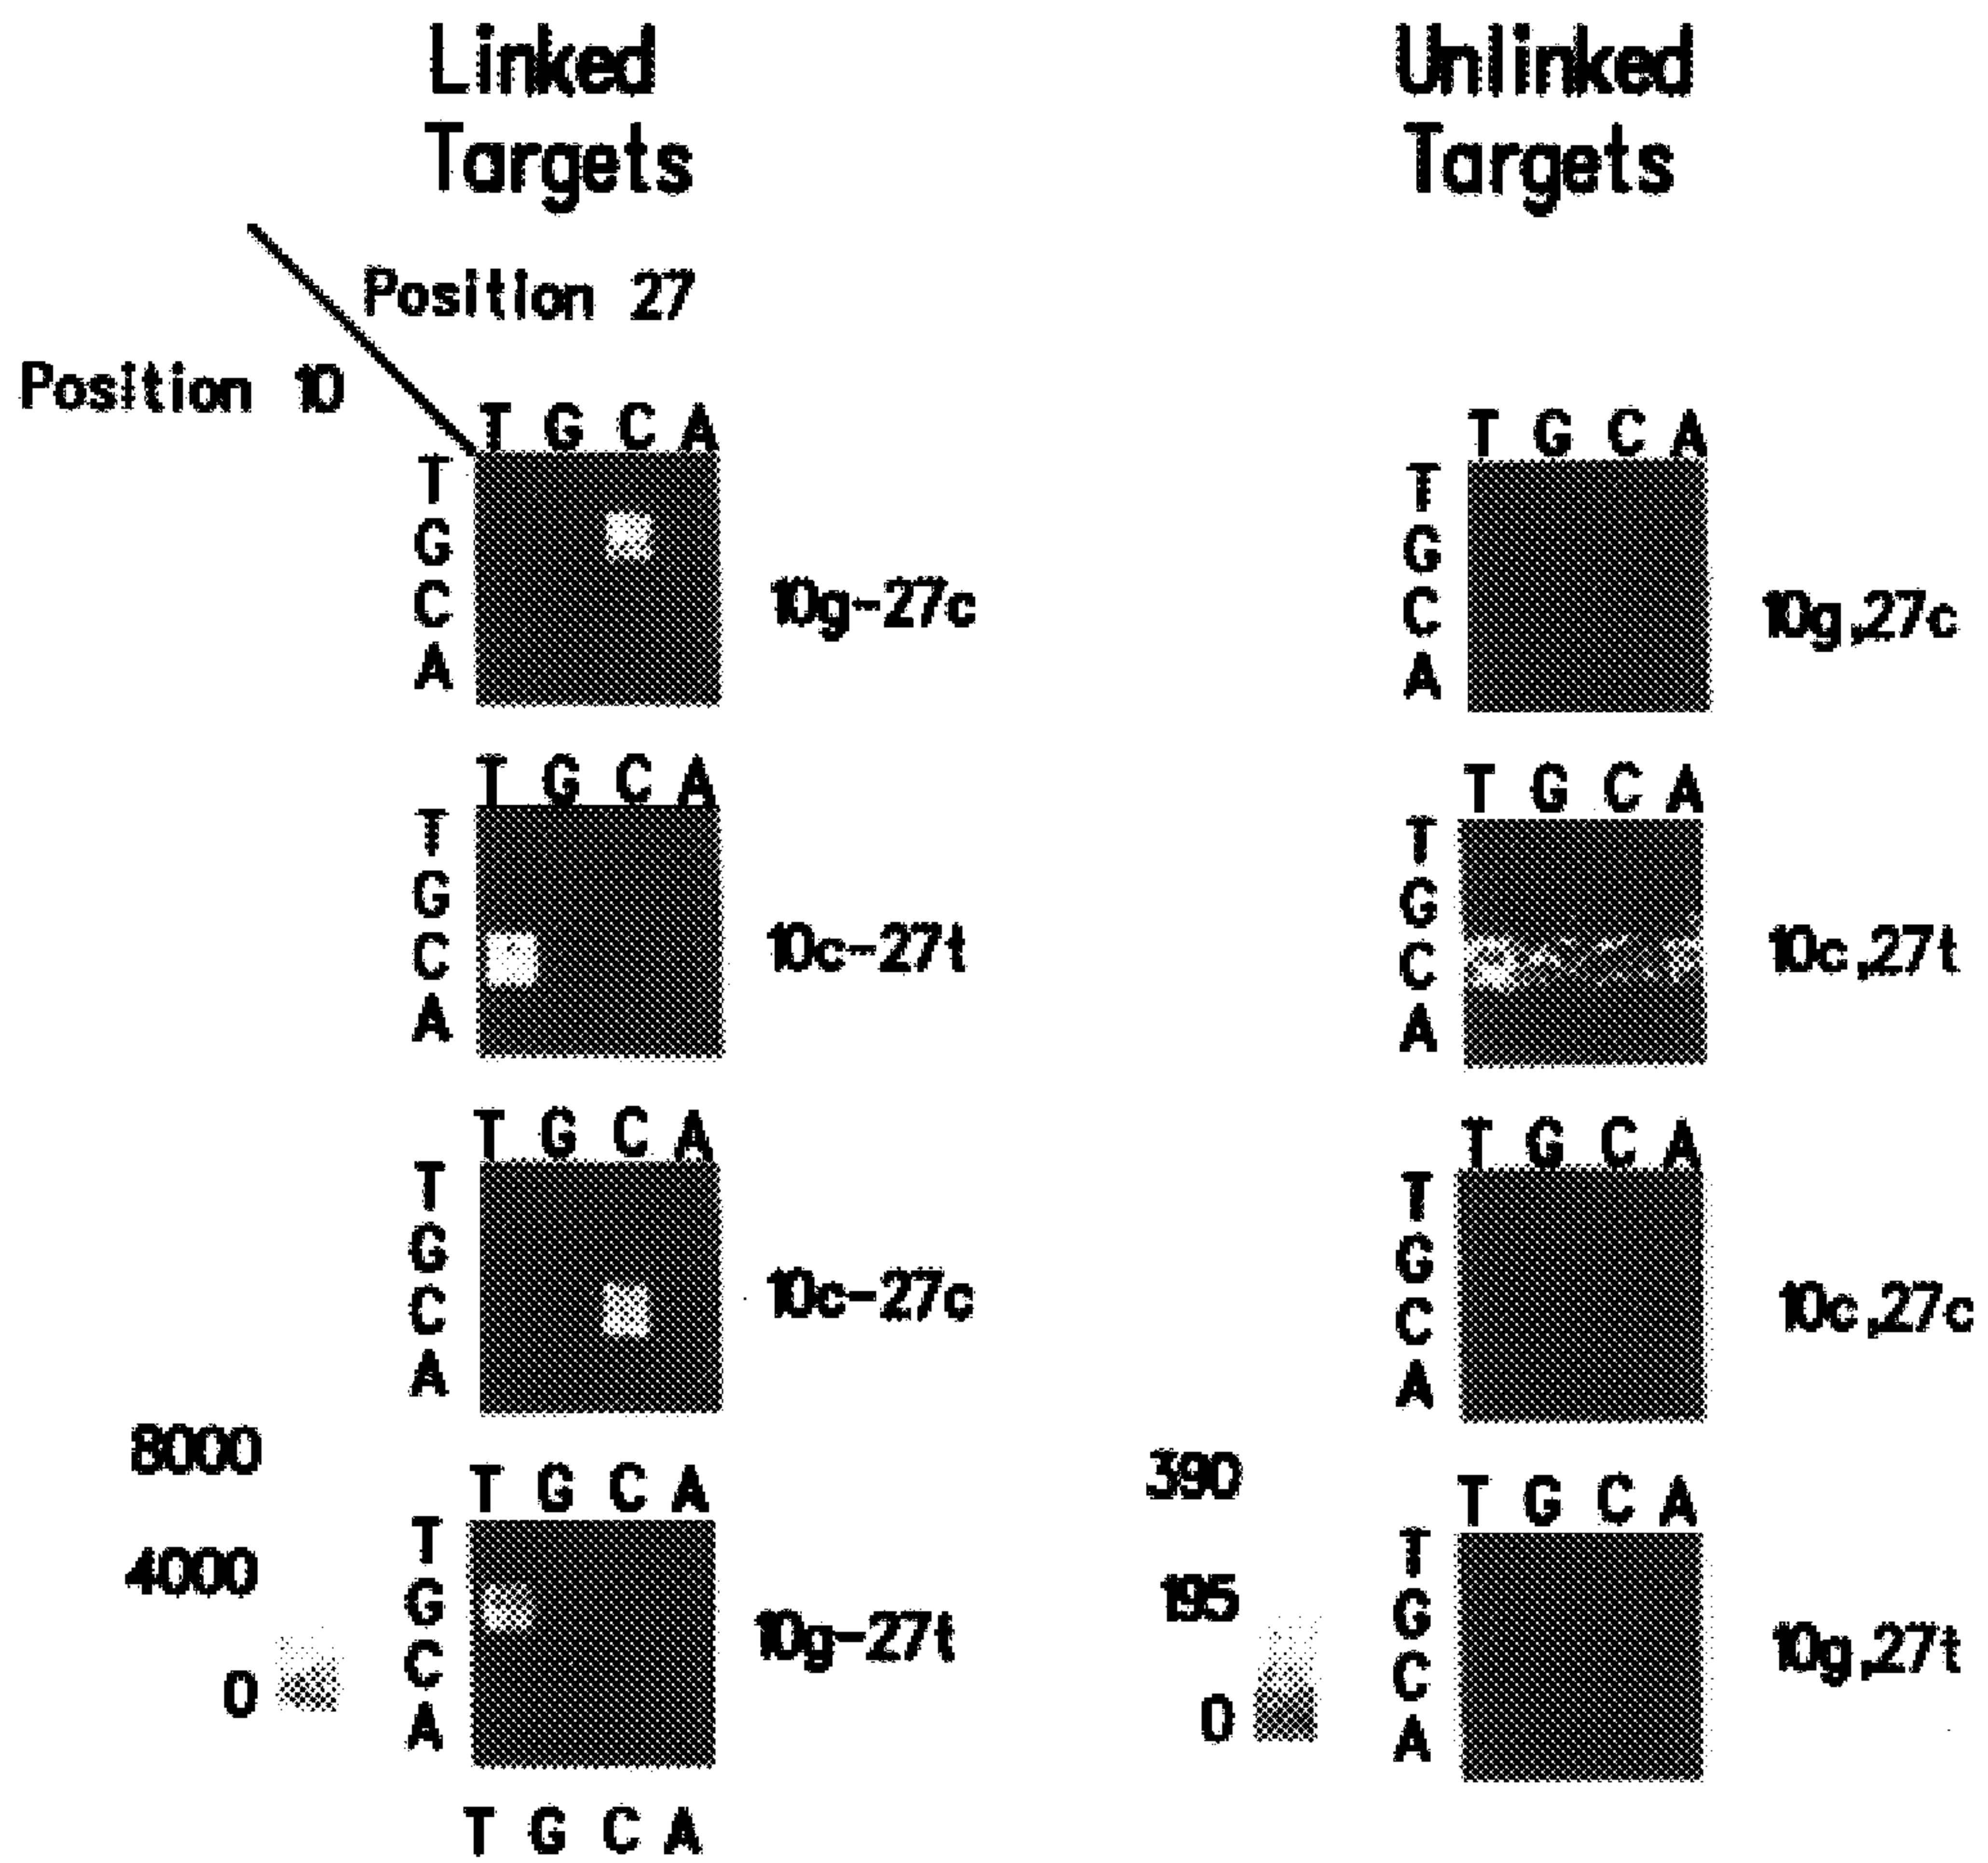 Linked
Targets
Unlinked
Targets
Position 27
Position 10
T G C A
T
G
C
A
10g-27c
T G C A
T
G
C
A
10g,27c
T G C A
T
G
C
A
10c-27t
T G C A
T
G
C
A
10c,27t
T G C A
T
G
C
A
10c-27c
T G C A
T
G
C
A
10c,27c
8000
4000
0
T G C A
T
G
C
A
10g-27t
390
195
0
T G C A
T
G
C
A
10g,27t
T G C A